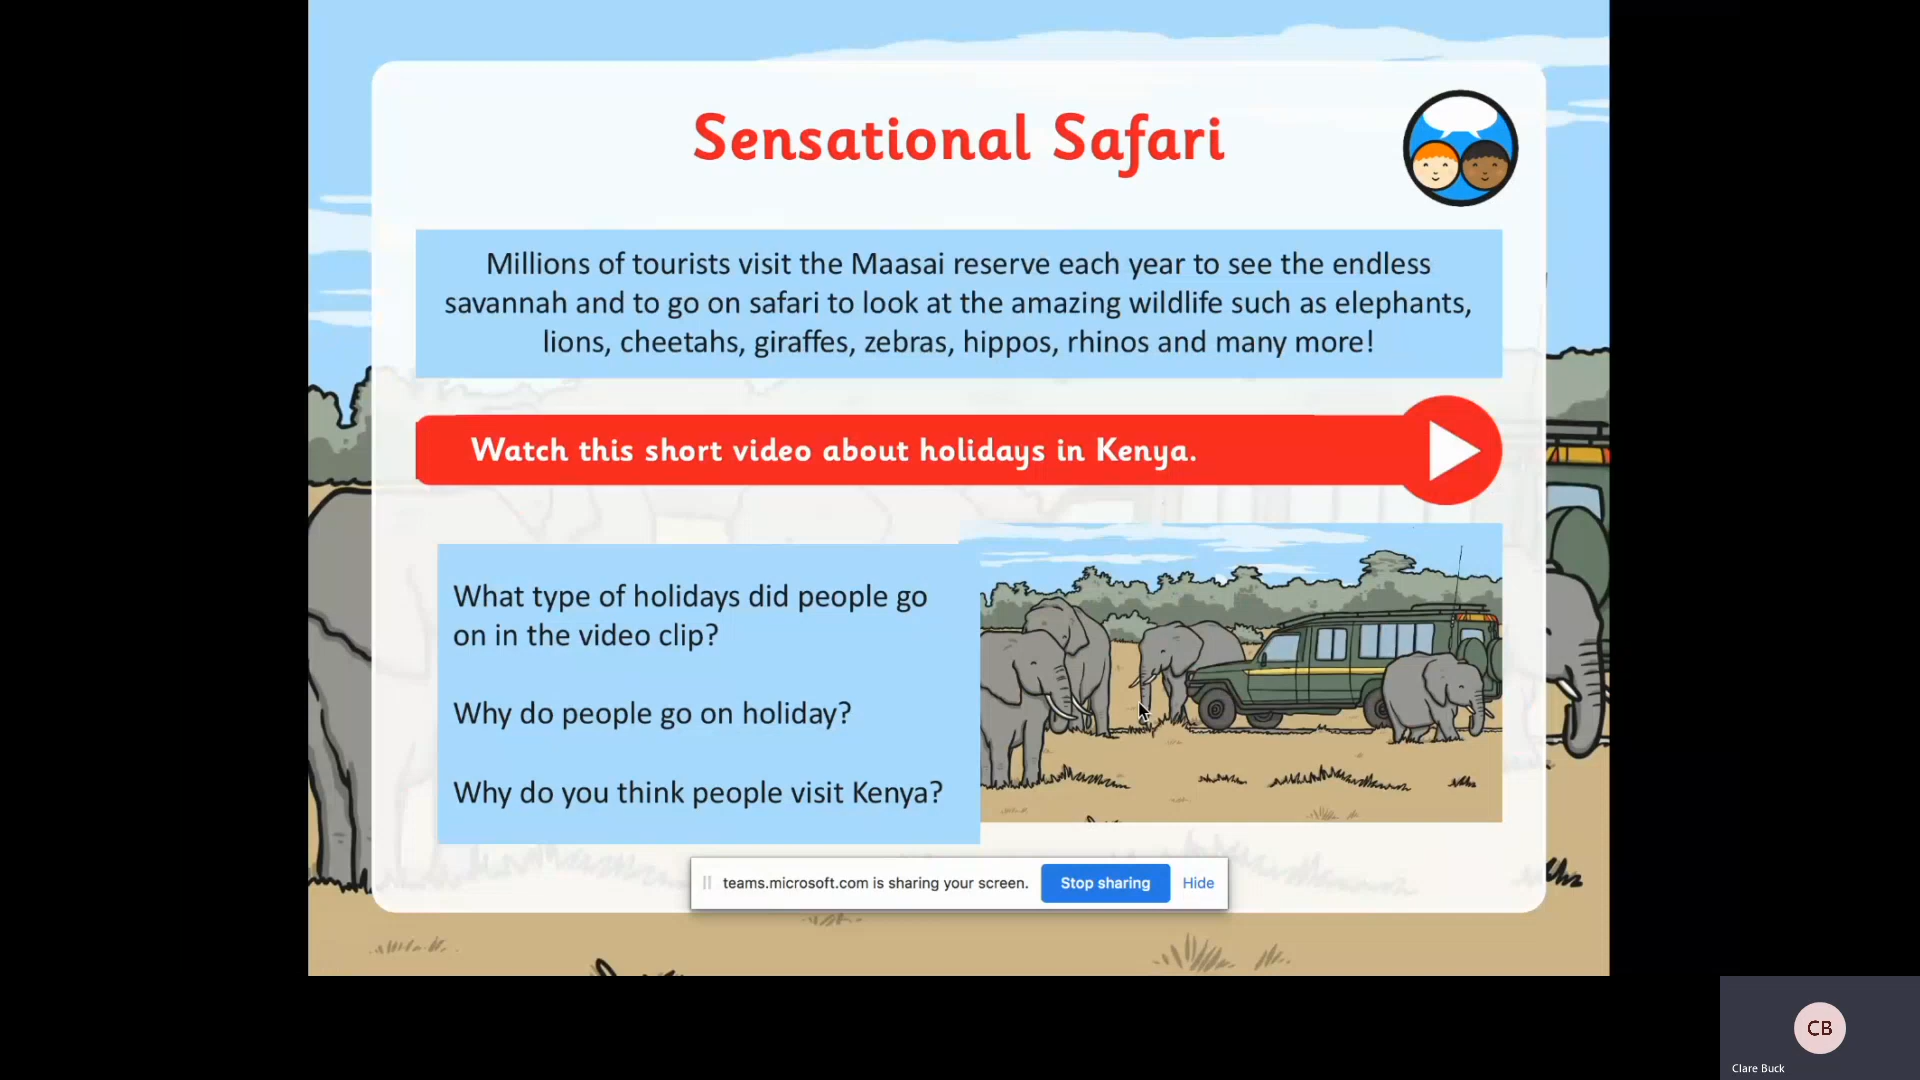 Sensational Safari
Millions of tourists visit the Maasai reserve each year to see the endless
savannah and to go on safari to look at the amazing wildlife such as elephants,
lions, cheetahs, giraffes, zebras, hippos, rhinos and many more!
Watch this short video about holidays in Kenya.
What type of holidays did people go
on in the video clip?
Why do people go on holiday?
Why do you think people visit Kenya?
teams.microsoft.com is sharing your screen. Stop sharing Hide
CB
Clare Buck